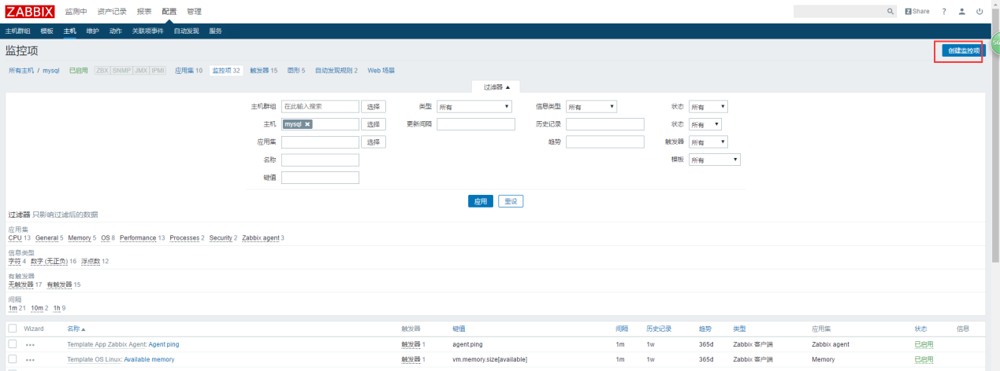 ZABBIX 监测中 资产记录 报表 配置 管理 Share ?
主机群组 模板 主机 维护 动作 关联项事件 自动发现 服务
监控项 创建监控项
所有主机 / mysql 已启用 ZBX SNMP JMX IPMI 应用集 10 监控项 32 触发器 15 图形 5 自动发现规则 2 Web 场景
过滤器
主机群组 在此输入搜索 选择 类型 所有 信息类型 所有 状态 所有
主机 mysql 选择 更新间隔 历史记录 状态 所有
应用集 选择 趋势 触发器 所有
名称 模板 所有
键值
应用 重设
过滤器 只影响过滤后的数据
应用集
CPU 13 General 5 Memory 5 OS 8 Performance 13 Processes 2 Security 2 Zabbix agent 3
信息类型
字符 4 数字 (无正负) 16 浮点数 12
有触发器
无触发器 17 有触发器 15
间隔
1m 21 10m 2 1h 9
Wizard 名称 触发器 键值 间隔 历史记录 趋势 类型 应用集 状态 信息
Template App Zabbix Agent: Agent ping 触发器 1 agent.ping 1m 1w 365d Zabbix 客户端 Zabbix agent 已启用
Template OS Linux: Available memory 触发器 1 vm.memory.size[available] 1m 1w 365d Zabbix 客户端 Memory 已启用